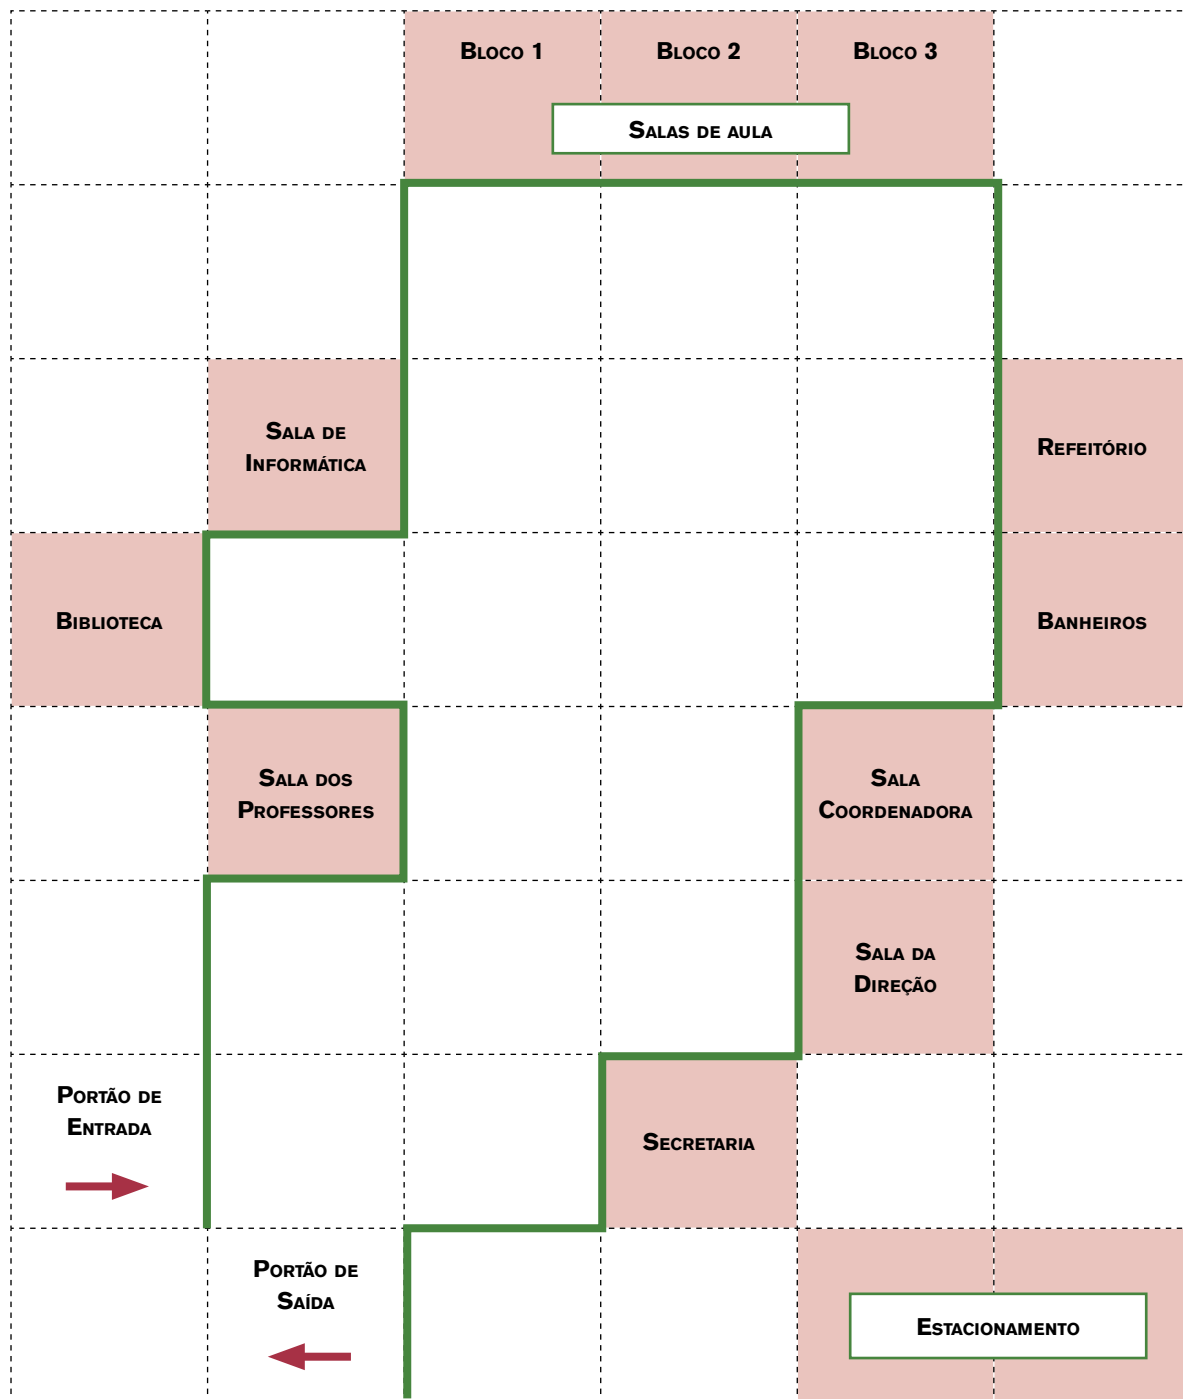 Bloco 1
Bloco 2
Bloco 3
Salas de aula
Sala de
Informática
Refeitório
Biblioteca
Banheiros
Sala dos
Professores
Sala
Coordenadora
Sala da
Direção
Portão de
Entrada
Secretaria
Portão de
Saída
Estacionamento